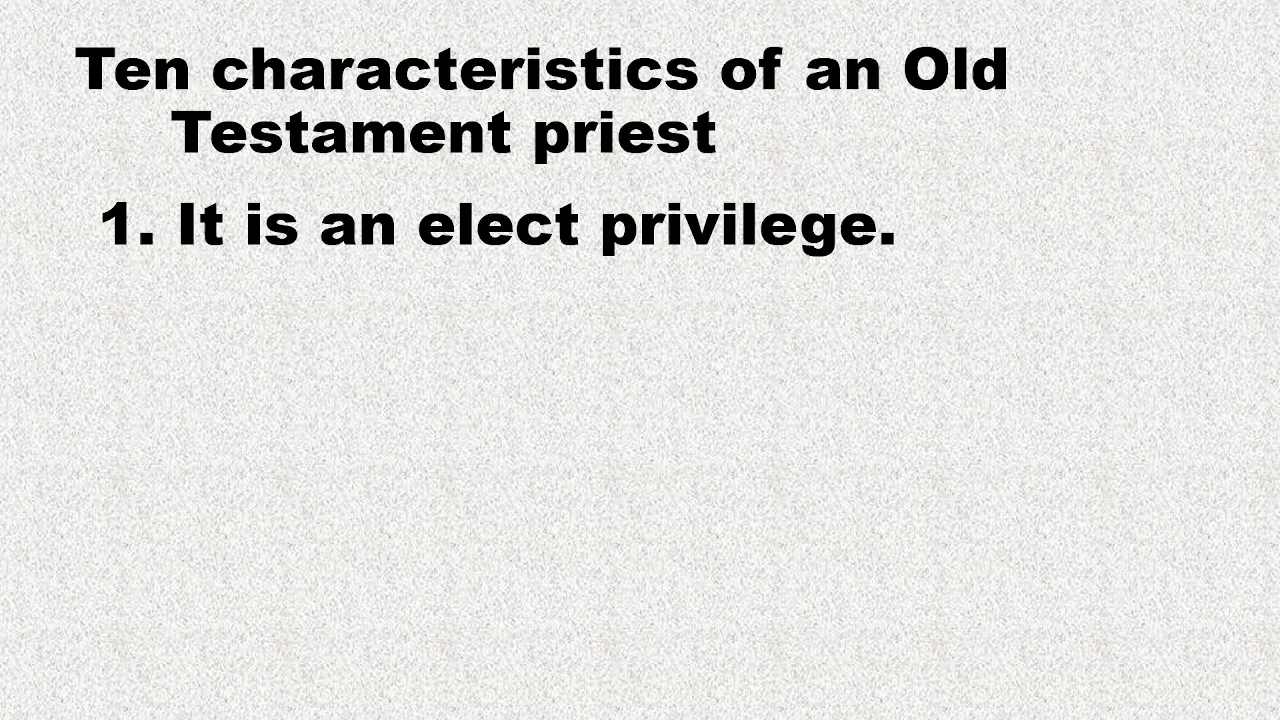 Ten characteristics of an Old
Testament priest
1. It is an elect privilege.